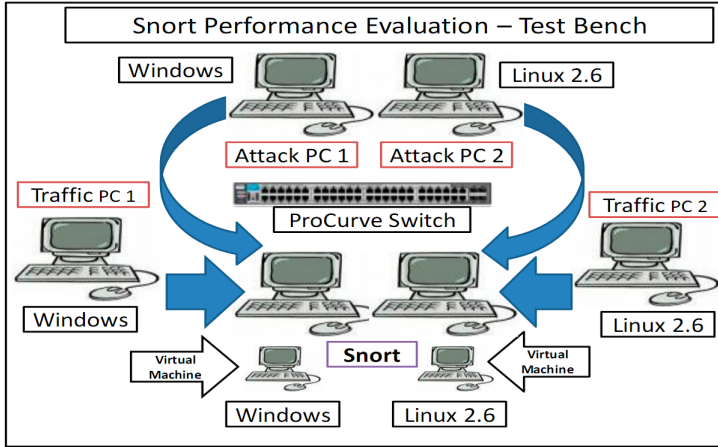 Snort Performance Evaluation – Test Bench
Windows
Linux 2.6
Attack PC 1
Attack PC 2
Traffic PC 1
ProCurve Switch
Traffic PC 2
Windows
Linux 2.6
Virtual
Machine
Snort
Virtual
Machine
Windows
Linux 2.6